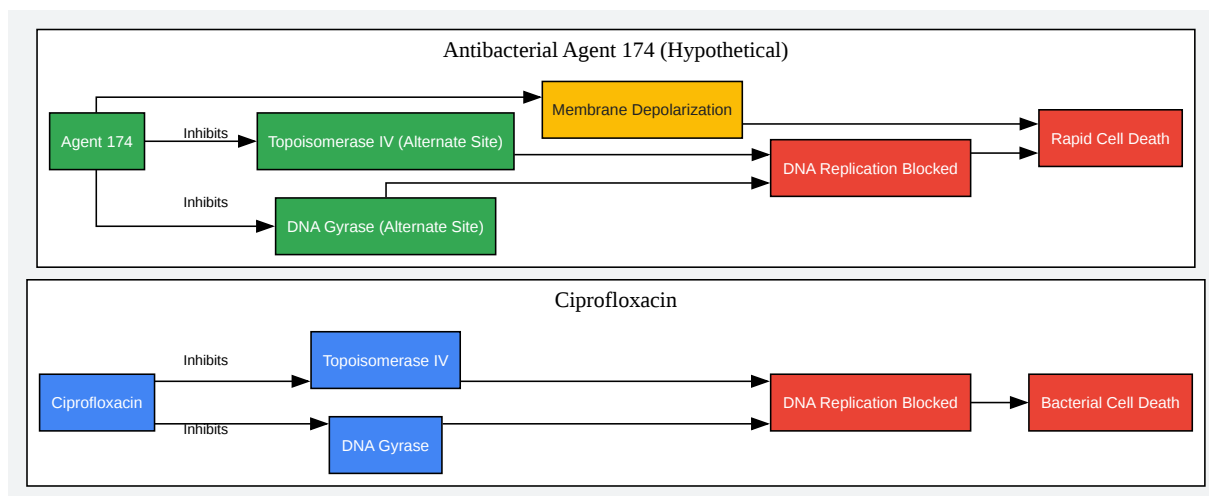 Antibacterial Agent 174 (Hypothetical)
Membrane Depolarization
Agent 174
Inhibits
Topoisomerase IV (Alternate Site)
Rapid Cell Death
DNA Replication Blocked
Inhibits
DNA Gyrase (Alternate Site)
Ciprofloxacin
Inhibits
Topoisomerase IV
Ciprofloxacin
DNA Replication Blocked
Bacterial Cell Death
Inhibits
DNA Gyrase